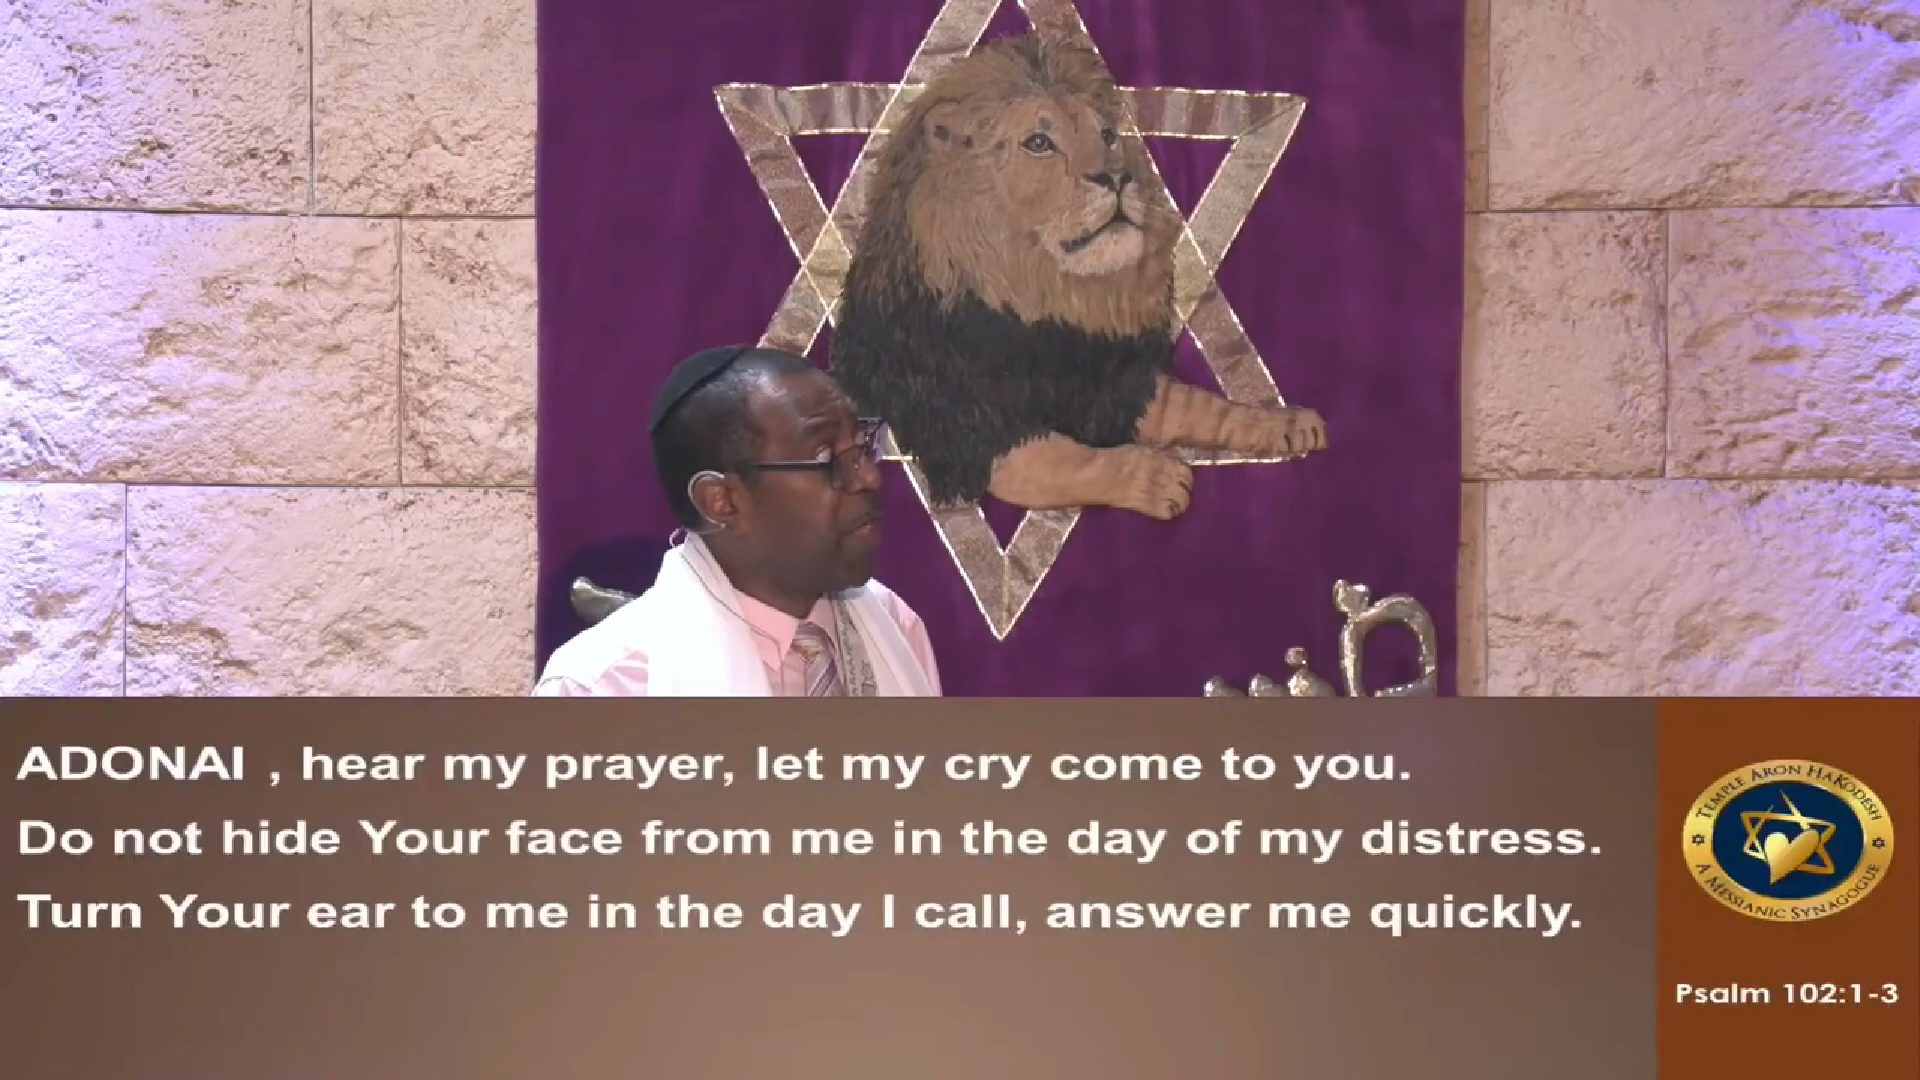 ADONAI , hear my prayer, let my cry come to you.
Do not hide Your face from me in the day of my distress.
Turn Your ear to me in the day I call, answer me quickly.
TEMPLE ARON HAKODESH
A MESSIANIC SYNAGOGUE
Psalm 102:1-3